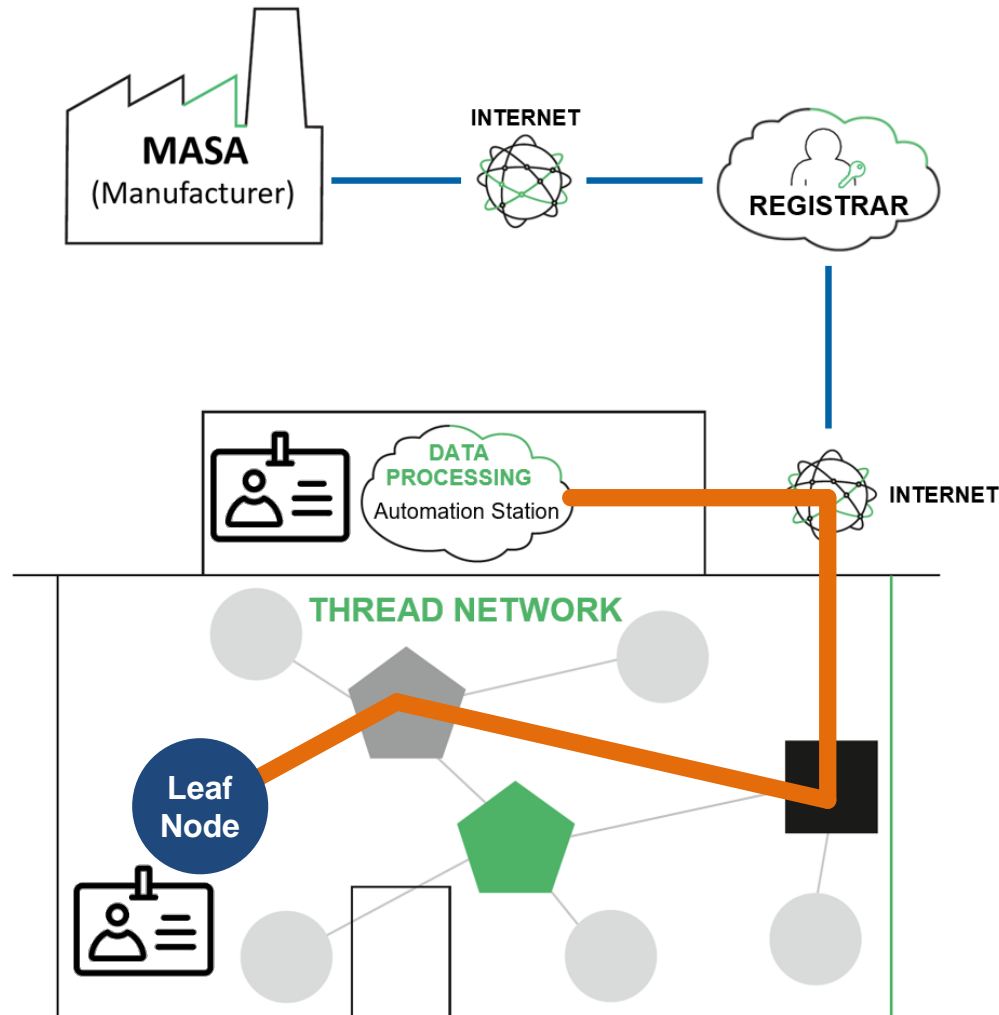 INTERNET
MASA
(Manufacturer)
REGISTRAR
DATA
PROCESSING
Automation Station
INTERNET
THREAD NETWORK
Leaf
Node